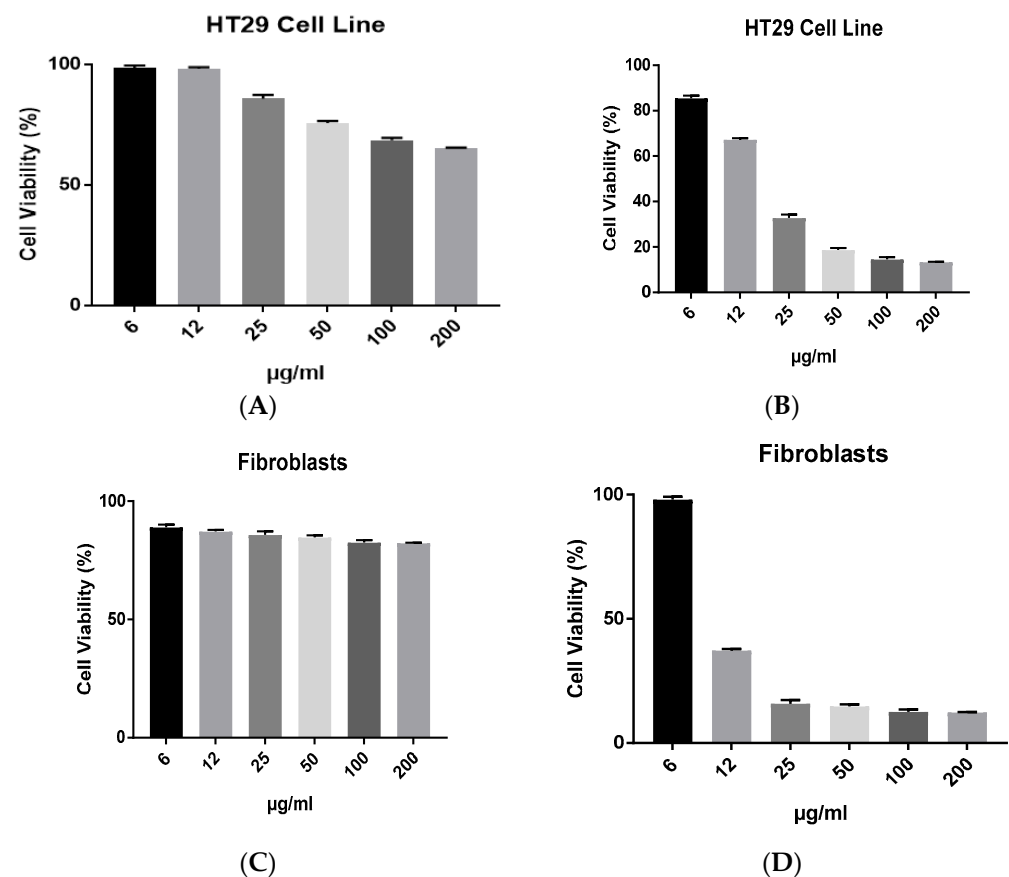 HT29 Cell Line
Cell Viability (%)
100
50
0
6 12 25 50 100 200
µg/ml
(A)
HT29 Cell Line
Cell Viability (%)
100
80
60
40
20
0
6 12 25 50 100 200
µg/ml
(B)
Fibroblasts
Cell Viability (%)
100
50
0
6 12 25 50 100 200
µg/ml
(C)
Fibroblasts
Cell Viability (%)
100
50
0
6 12 25 50 100 200
µg/ml
(D)